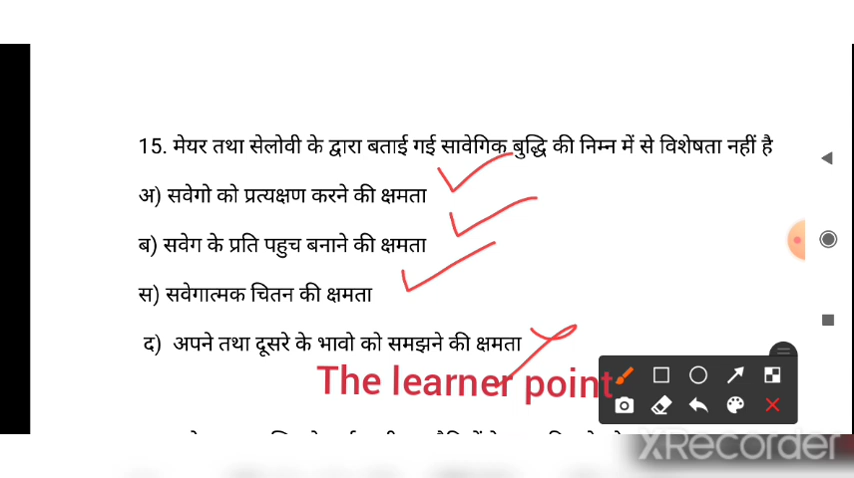 15. मेयर तथा सेलोवी के द्वारा बताई गई सावेगिक बुद्धि की निम्न में से विशेषता नहीं है
अ) सवेगो को प्रत्यक्षण करने की क्षमता
ब) सवेग के प्रति पहुच बनाने की क्षमता
स) सवेगात्मक चितन की क्षमता
द) अपने तथा दूसरे के भावो को समझने की क्षमता
The learner point
XRecorder